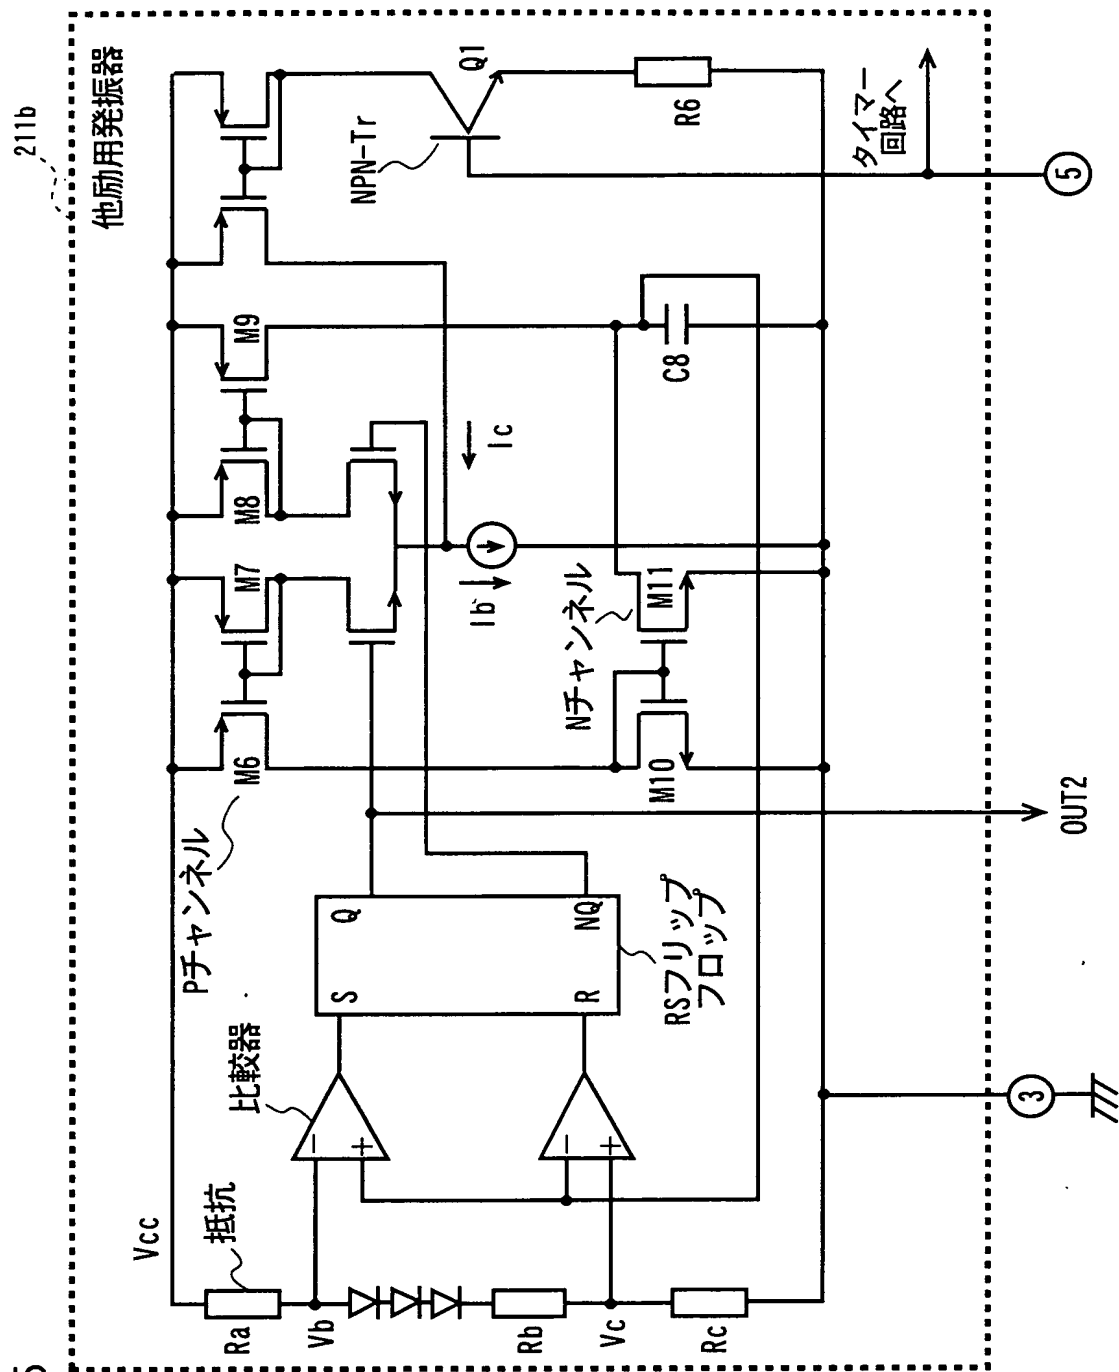 211b
他励用発振器
Vcc
抵抗
Ra
Vb
Rb
Vc
Rc
比較器
−
+
−
+
S
Q
R
NQ
RSフリップ
フロップ
Pチャンネル
M6
M7
M8
M9
Ib
Ic
Nチャンネル
M10
M11
C8
NPN-Tr
Q1
R6
タイマー
回路へ
OUT2
3
5